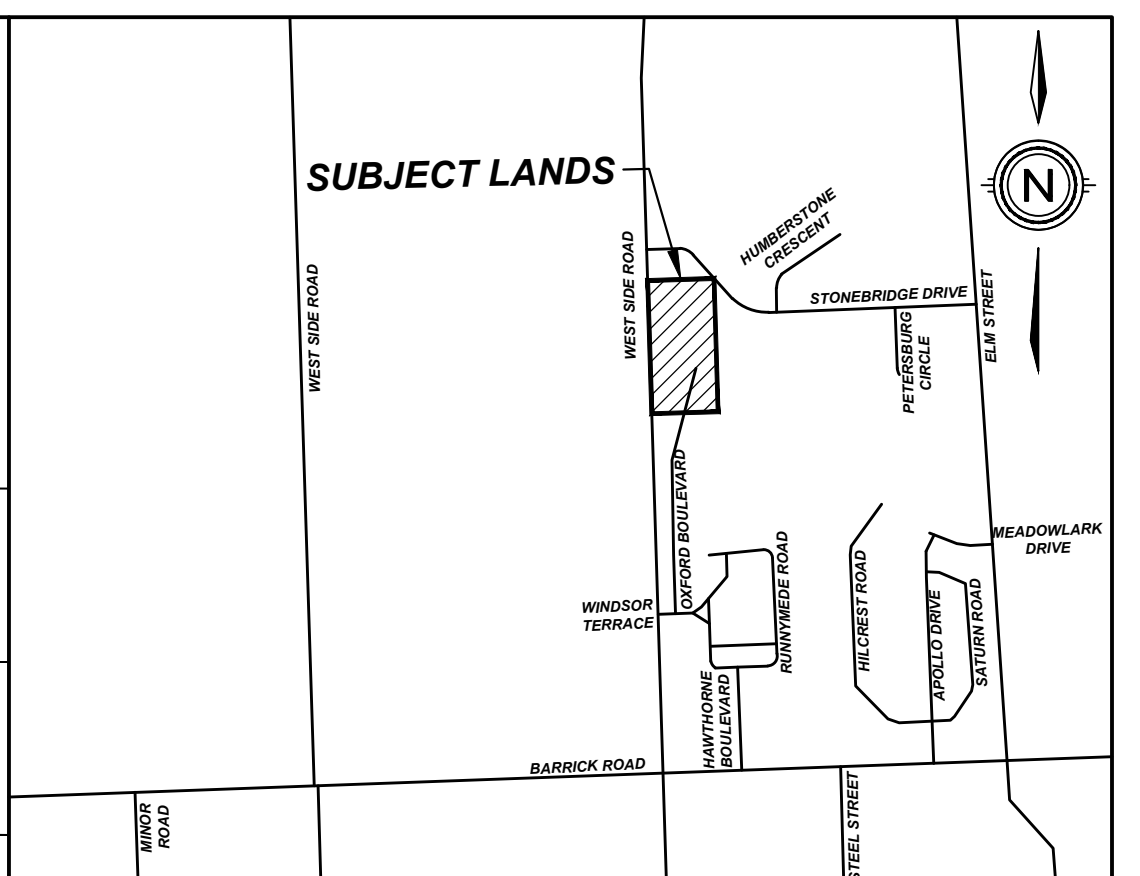 SUBJECT LANDS
N
HUMBERSTONE
CRESCENT
WEST SIDE ROAD
WEST SIDE ROAD
STONEBRIDGE DRIVE
ELM STREET
PETERSBURG
CIRCLE
OXFORD BOULEVARD
MEADOWLARK
DRIVE
RUNNYMEDE ROAD
HILCREST ROAD
APOLLO DRIVE
SATURN ROAD
WINDSOR
TERRACE
HAWTHORNE
BOULEVARD
BARRICK ROAD
MINOR
ROAD
STEEL STREET